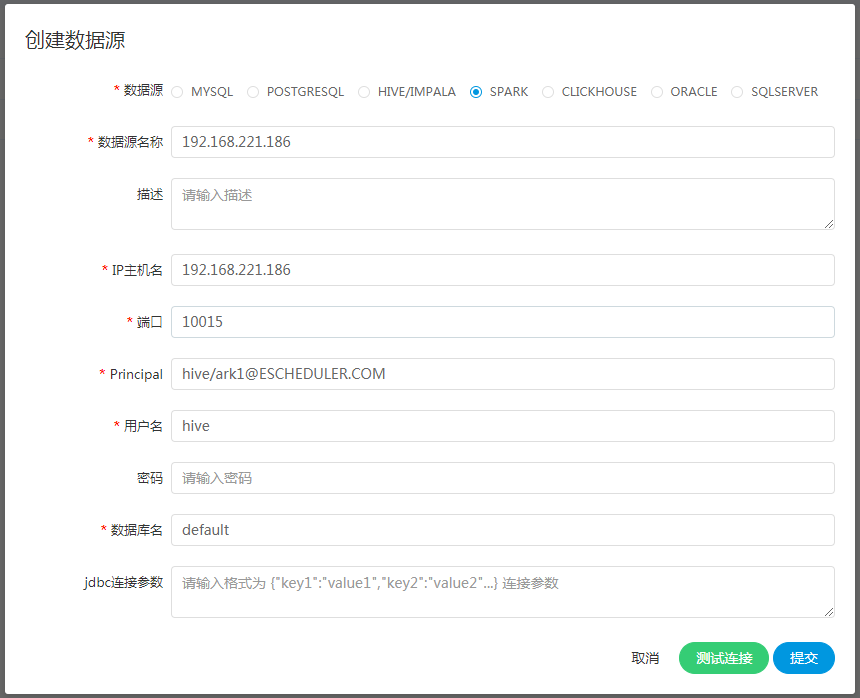 创建数据源
* 数据源 MYSQL POSTGRESQL HIVE/IMPALA SPARK CLICKHOUSE ORACLE SQLSERVER
* 数据源名称 192.168.221.186
描述 请输入描述
* IP主机名 192.168.221.186
* 端口 10015
* Principal hive/ark1@ESCHEDULER.COM
* 用户名 hive
密码 请输入密码
* 数据库名 default
jdbc连接参数 请输入格式为 {"key1":"value1","key2":"value2"...} 连接参数
取消 测试连接 提交